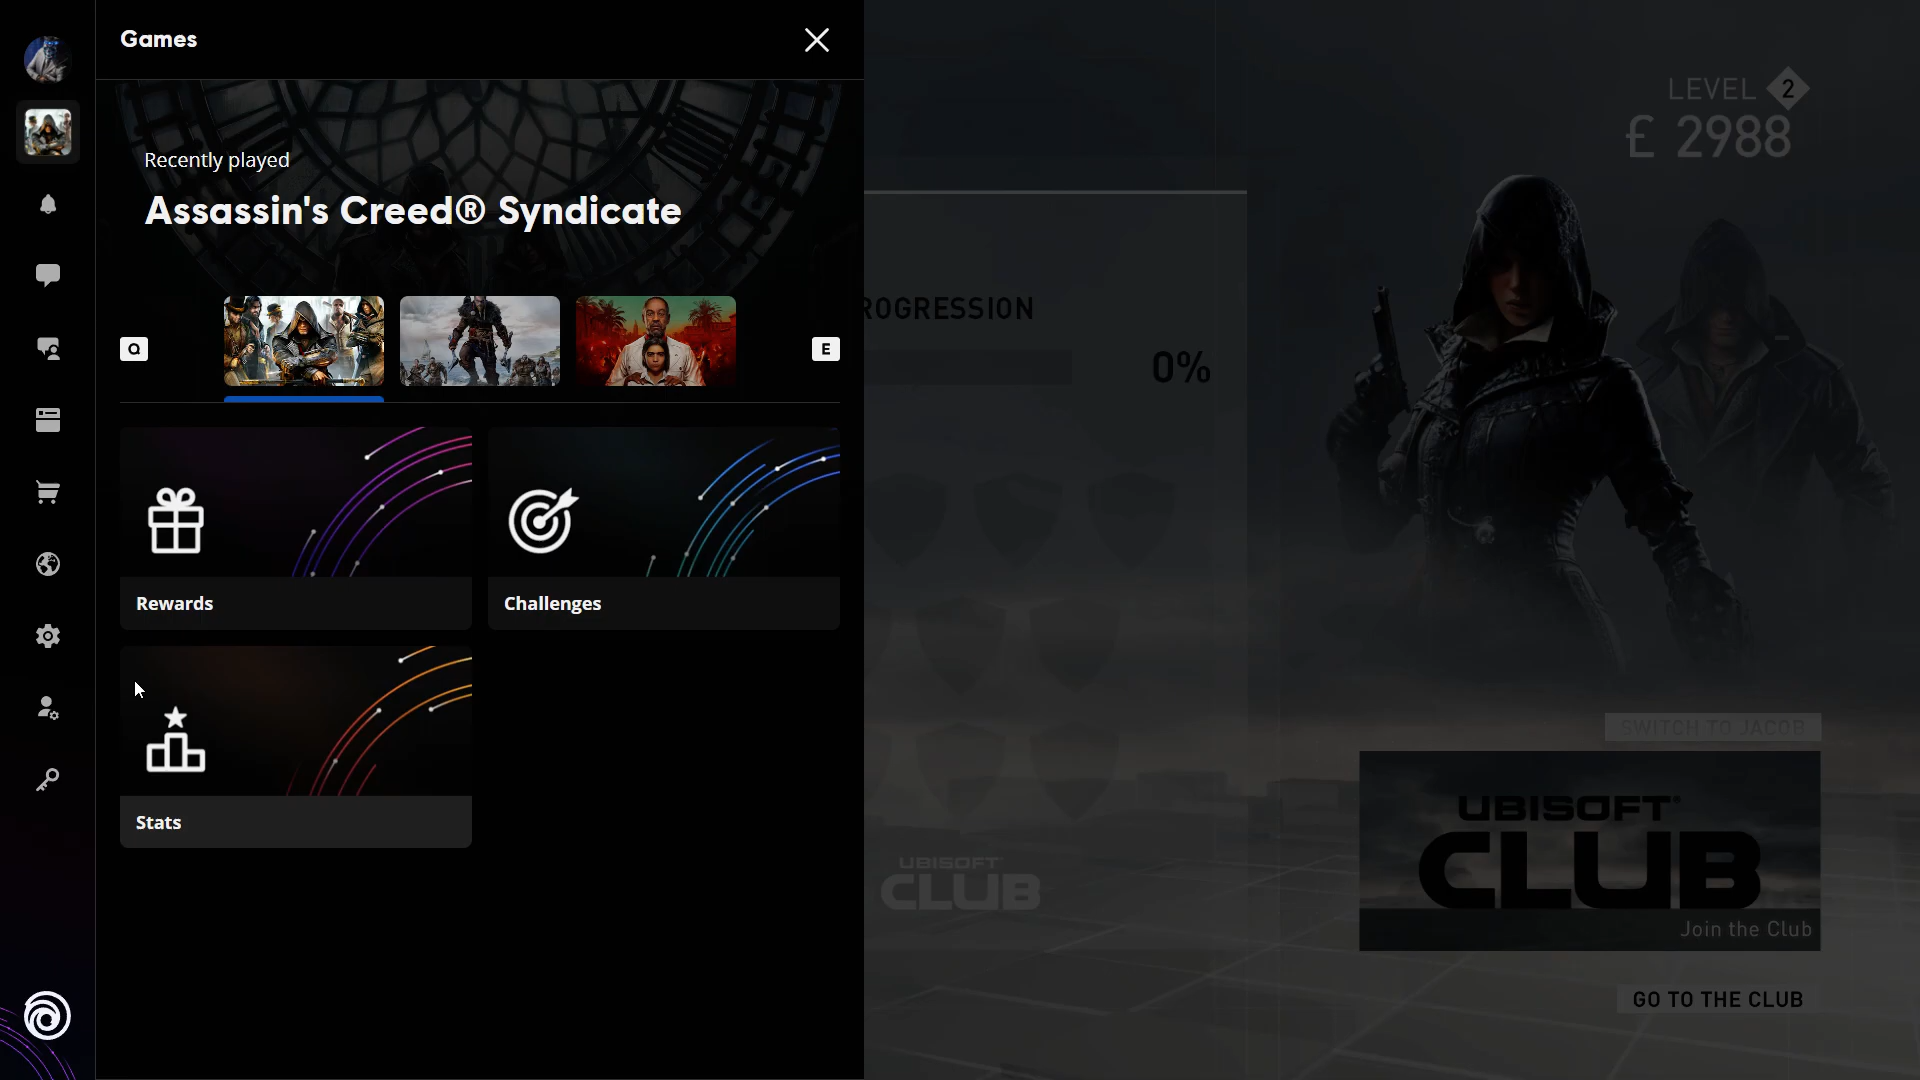 Games
Recently played
Assassin's Creed® Syndicate
Q
E
Rewards
Challenges
Stats
LEVEL 2
£ 2988
ROGRESSION
0%
SWITCH TO JACOB
UBISOFT
CLUB
UBISOFT
CLUB
Join the Club
GO TO THE CLUB